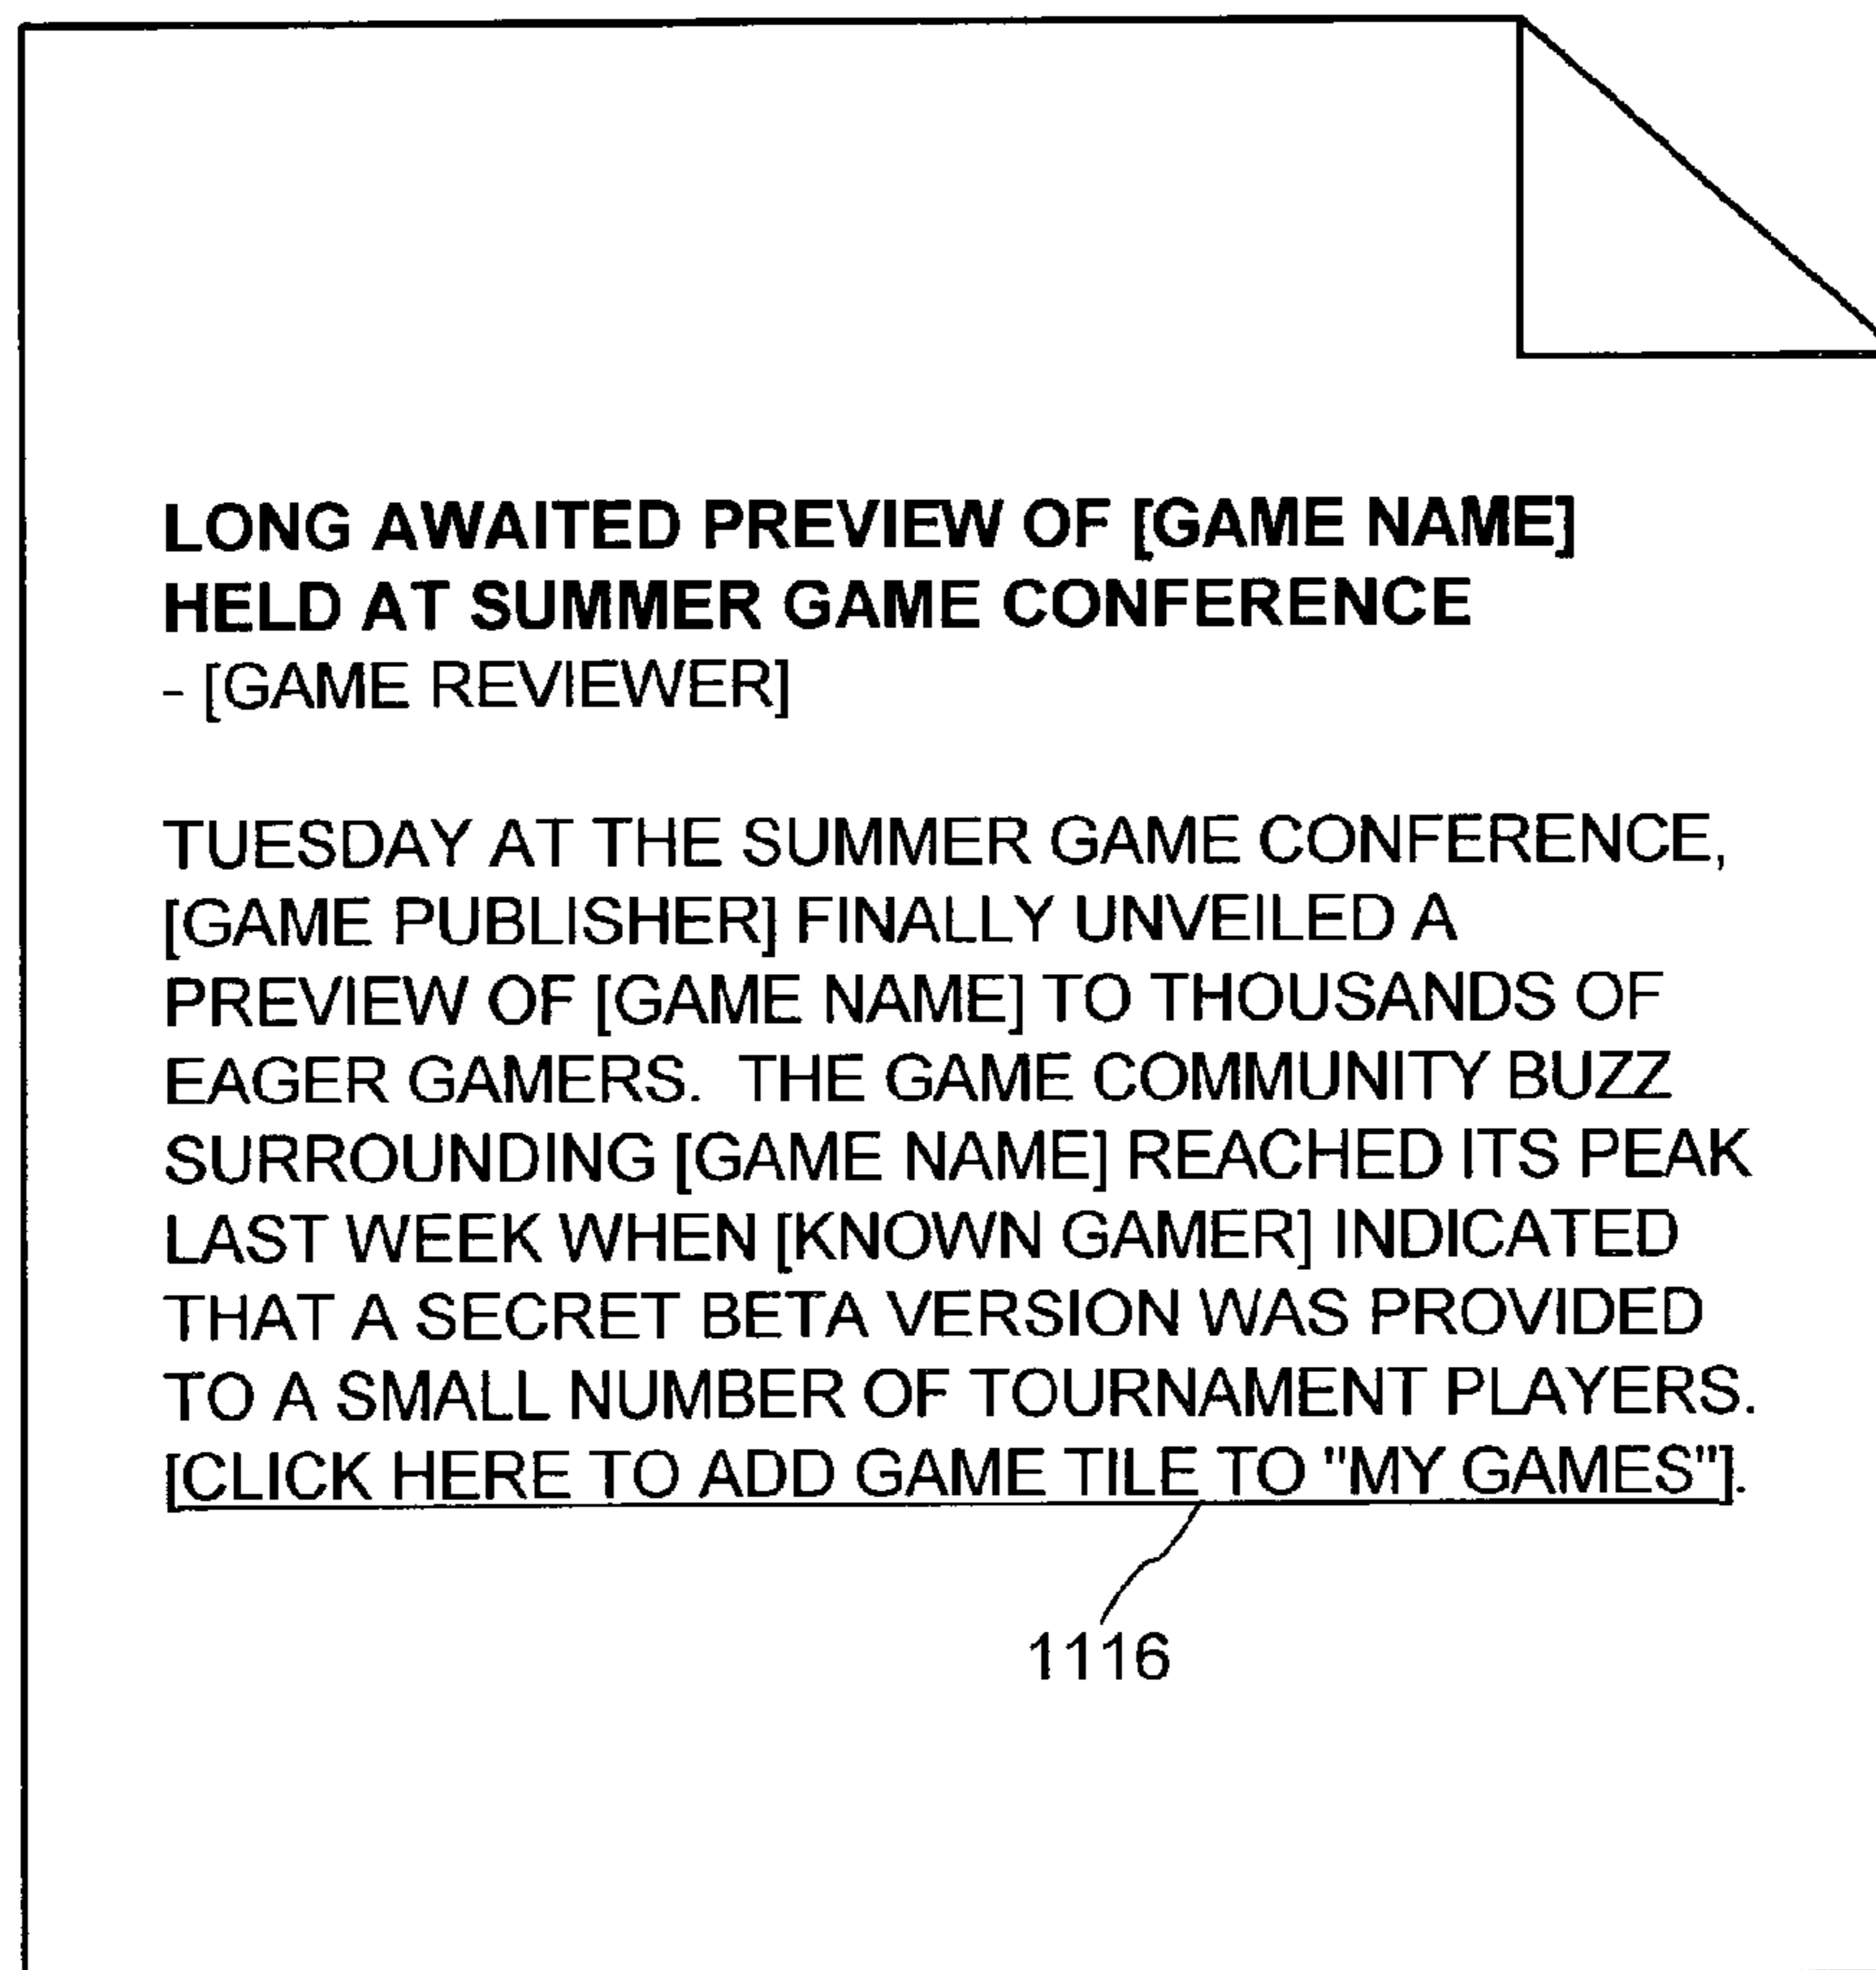 LONG AWAITED PREVIEW OF [GAME NAME]
HELD AT SUMMER GAME CONFERENCE
– [GAME REVIEWER]
TUESDAY AT THE SUMMER GAME CONFERENCE,
[GAME PUBLISHER] FINALLY UNVEILED A
PREVIEW OF [GAME NAME] TO THOUSANDS OF
EAGER GAMERS.  THE GAME COMMUNITY BUZZ
SURROUNDING [GAME NAME] REACHED ITS PEAK
LAST WEEK WHEN [KNOWN GAMER] INDICATED
THAT A SECRET BETA VERSION WAS PROVIDED
TO A SMALL NUMBER OF TOURNAMENT PLAYERS.
[CLICK HERE TO ADD GAME TILE TO "MY GAMES"].
1116